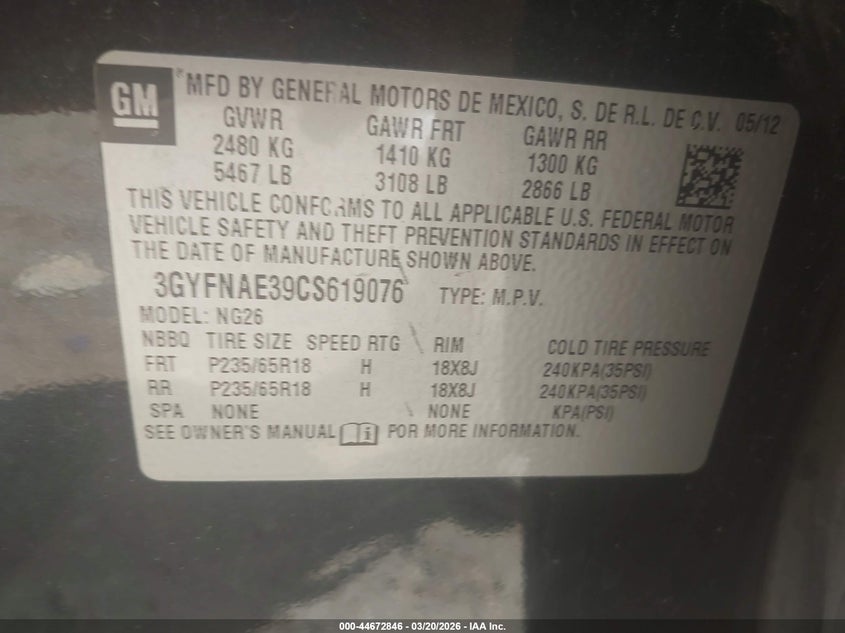 GM
MFD BY GENERAL MOTORS DE MEXICO, S. DE R.L. DE C.V. 05/12
GVWR GAWR FRT GAWR RR
2480 KG 1410 KG 1300 KG
5467 LB 3108 LB 2866 LB
THIS VEHICLE CONFORMS TO ALL APPLICABLE U.S. FEDERAL MOTOR
VEHICLE SAFETY AND THEFT PREVENTION STANDARDS IN EFFECT ON
THE DATE OF MANUFACTURE SHOWN ABOVE.
3GYFNAE39CS619076 TYPE: M.P.V.
MODEL: NG26
NBBQ TIRE SIZE SPEED RTG RIM COLD TIRE PRESSURE
FRT P235/65R18 H 18X8J 240KPA(35PSI)
RR P235/65R18 H 18X8J 240KPA(35PSI)
SPA NONE NONE KPA(PSI)
SEE OWNER'S MANUAL FOR MORE INFORMATION.
000-44672846 - 03/20/2026 - IAA Inc.